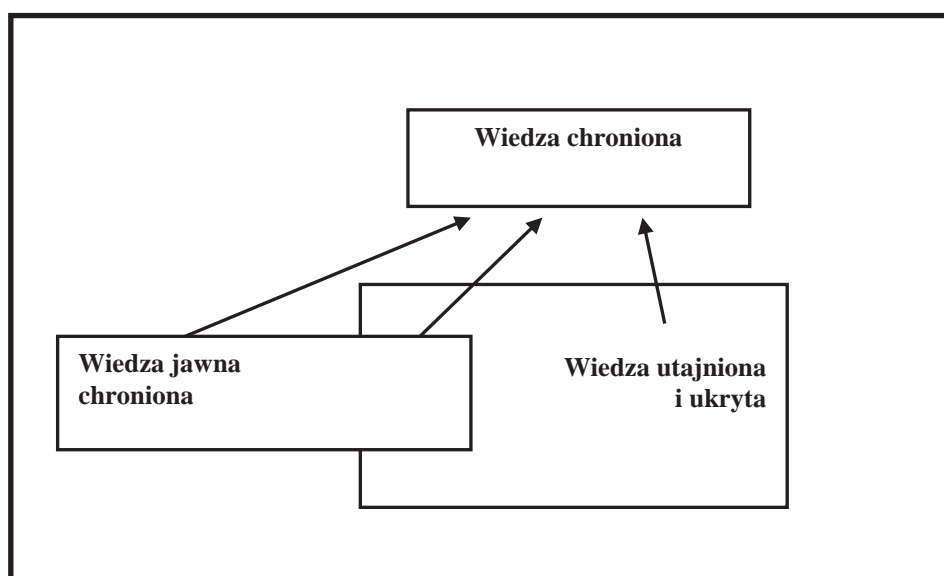 Wiedza chroniona
Wiedza jawna
chroniona
Wiedza utajniona
i ukryta